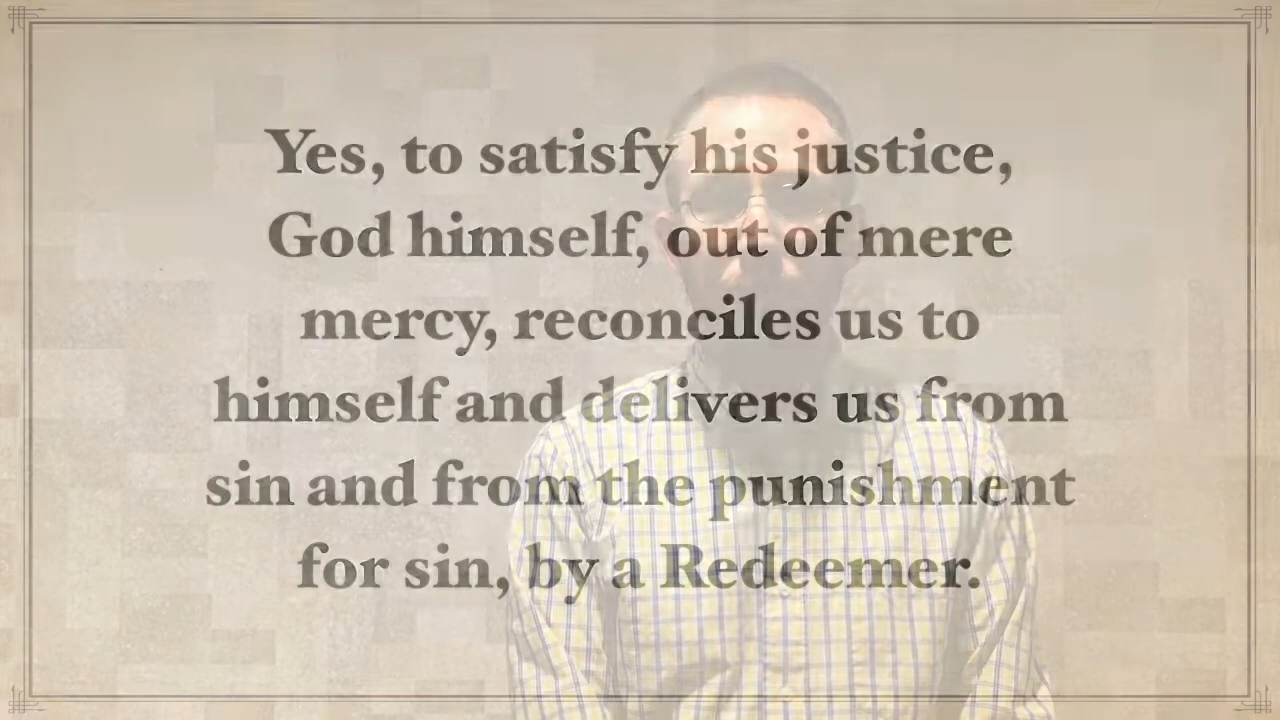 Yes, to satisfy his justice,
God himself, out of mere
mercy, reconciles us to
himself and delivers us from
sin and from the punishment
for sin, by a Redeemer.